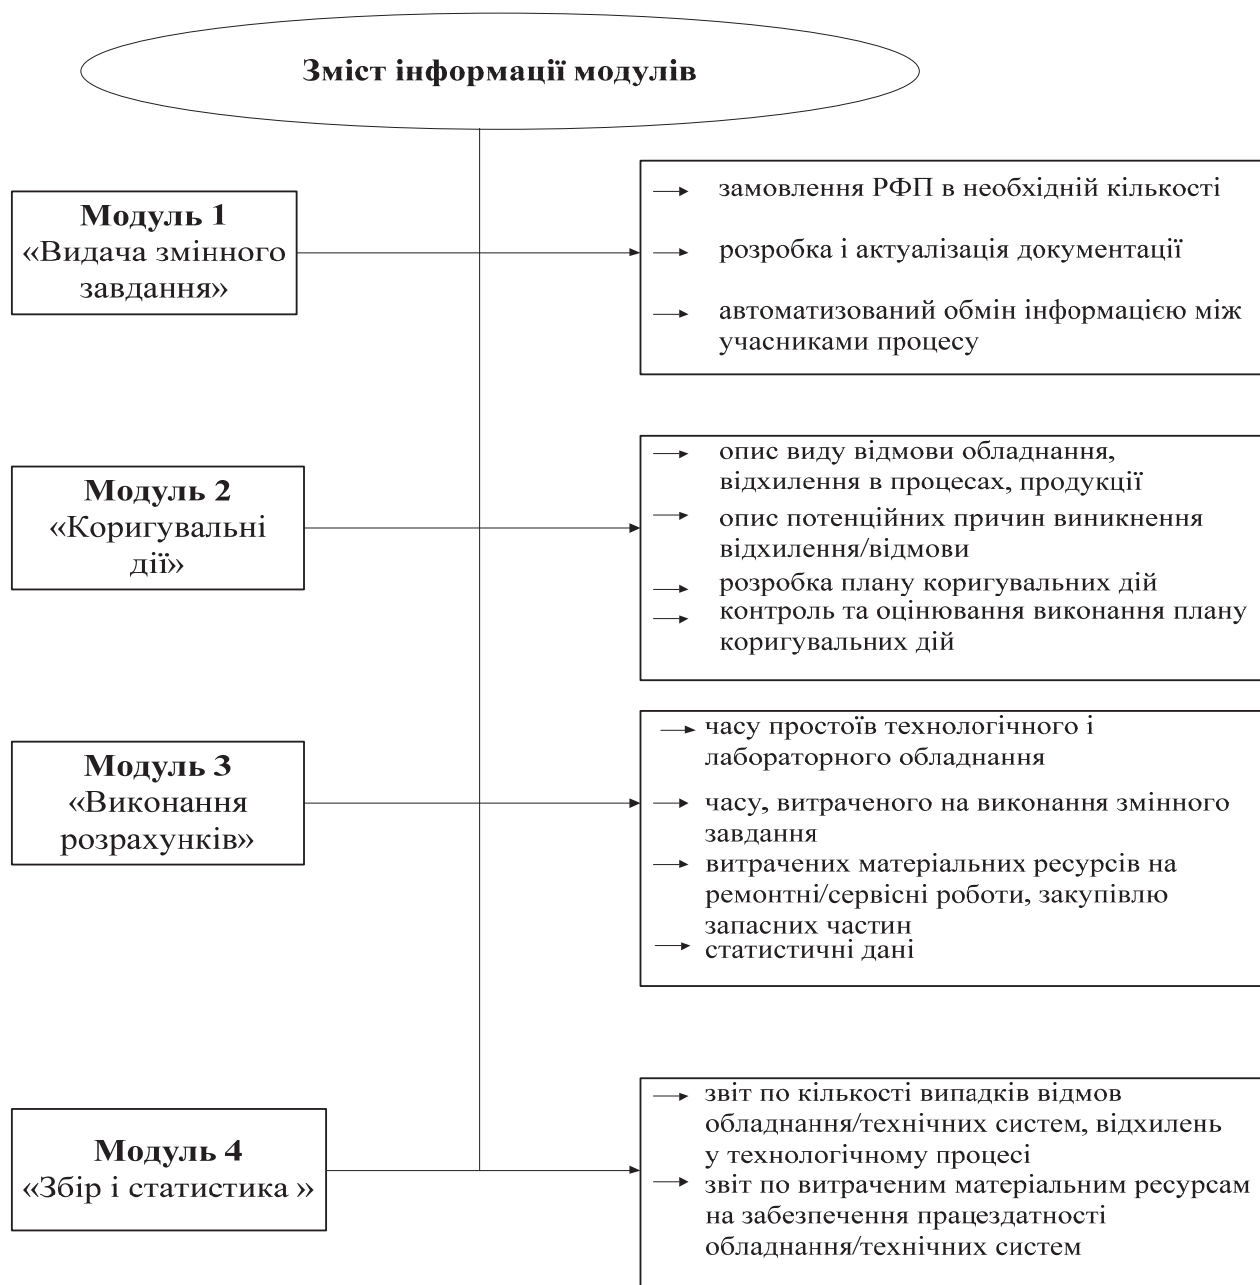 Зміст інформації модулів
Модуль 1
«Видача змінного
завдання»
замовлення РФП в необхідній кількості
розробка і актуалізація документації
автоматизований обмін інформацією між
учасниками процесу
Модуль 2
«Коригувальні
дії»
опис виду відмови обладнання,
відхилення в процесах, продукції
опис потенційних причин виникнення
відхилення/відмови
розробка плану коригувальних дій
контроль та оцінювання виконання плану
коригувальних дій
Модуль 3
«Виконання
розрахунків»
часу простоїв технологічного і
лабораторного обладнання
часу, витраченого на виконання змінного
завдання
витрачених матеріальних ресурсів на
ремонтні/сервісні роботи, закупівлю
запасних частин
статистичні дані
Модуль 4
«Збір і статистика »
звіт по кількості випадків відмов
обладнання/технічних систем, відхилень
у технологічному процесі
звіт по витраченим матеріальним ресурсам
на забезпечення працездатності
обладнання/технічних систем